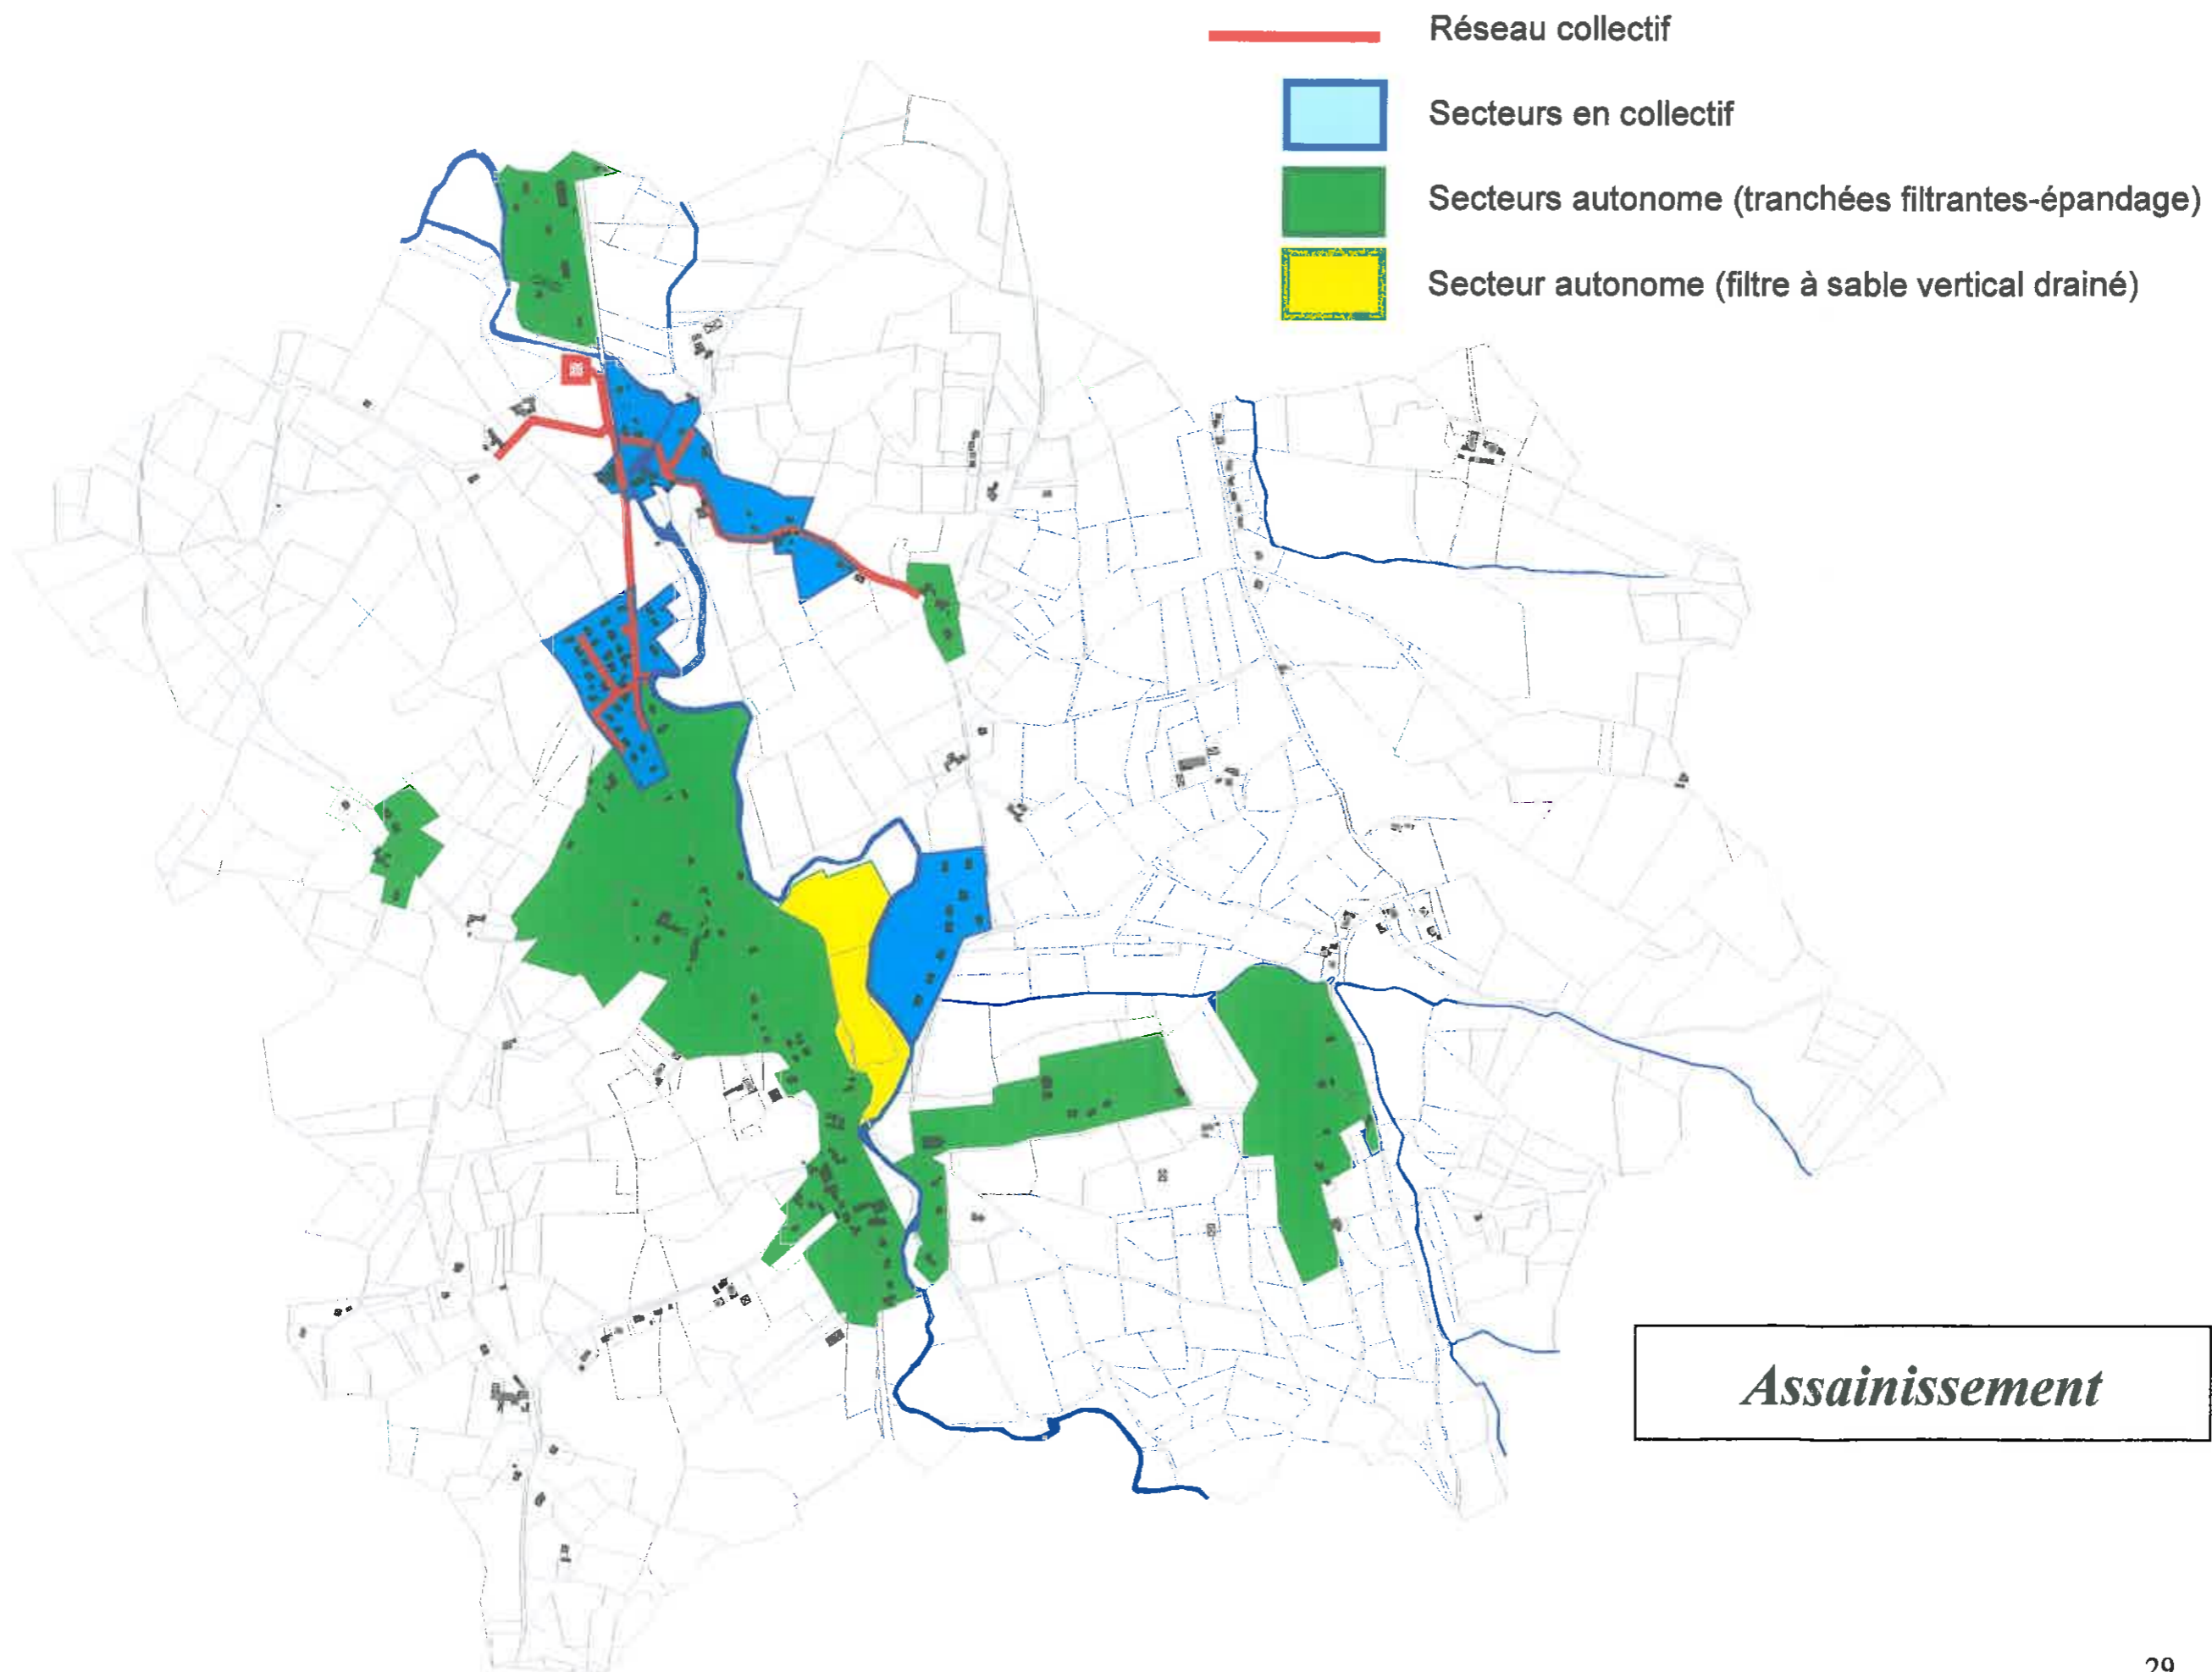 Réseau collectif
Secteurs en collectif
Secteurs autonome (tranchées filtrantes-épandage)
Secteur autonome (filtre à sable vertical drainé)
Assainissement
29